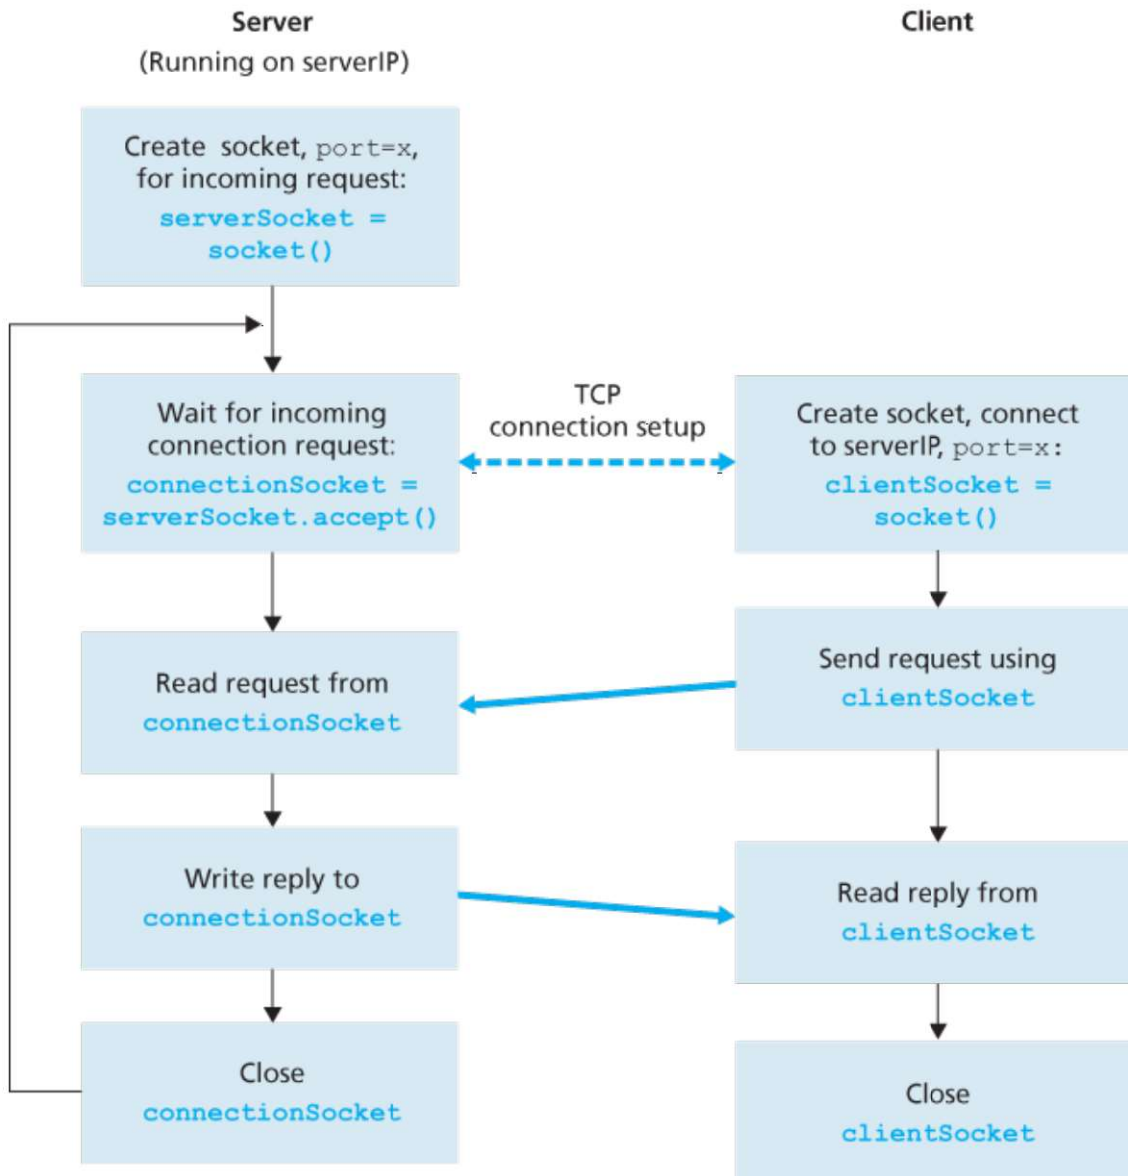 Server
(Running on serverIP)
Create socket, port=x,
for incoming request:
serverSocket =
socket()
Wait for incoming
connection request:
connectionSocket =
serverSocket.accept()
Read request from
connectionSocket
Write reply to
connectionSocket
Close
connectionSocket
TCP
connection setup
Client
Create socket, connect
to serverIP, port=x:
clientSocket =
socket()
Send request using
clientSocket
Read reply from
clientSocket
Close
clientSocket